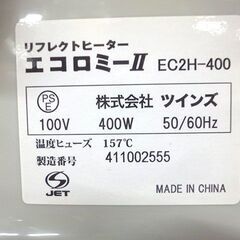 リフレクトヒーター
エコロミーII EC2H-400
PS E 株式会社 ツインズ
100V 400W 50/60Hz
温度ヒューズ 157℃
製造番号 411002555
JET MADE IN CHINA